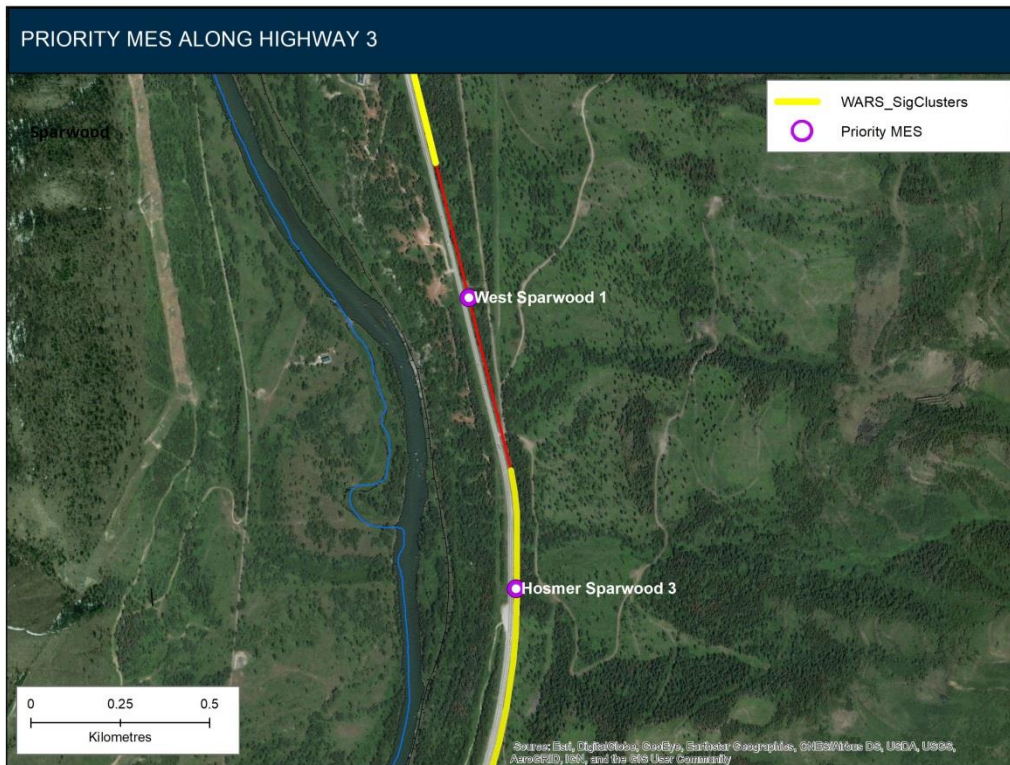 PRIORITY MES ALONG HIGHWAY 3
WARS_SigClusters
Priority MES
Sparwood
West Sparwood 1
Hosmer Sparwood 3
0 0.25 0.5
Kilometres
Source: Esri, DigitalGlobe, GeoEye, Earthstar Geographics, CNES/Airbus DS, USDA, USGS,
AeroGRID, IGN, and the GIS User Community